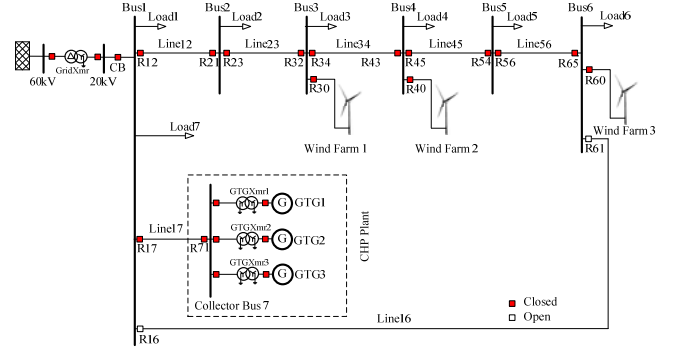 Bus1 Bus2 Bus3 Bus4 Bus5 Bus6
Load1 Load2 Load3 Load4 Load5 Load6
Line12 Line23 Line34 Line45 Line56
GridXmr
60kV 20kV CB R12 R21 R23 R32 R34 R43 R45 R54 R56 R65
R30 R40 R60
Wind Farm 1 Wind Farm 2 Wind Farm 3
Load7
R61
GTGXmr1
G GTG1
GTGXmr2
Line17
G GTG2
R17 R71
GTGXmr3
G GTG3
CHP Plant
Collector Bus 7
Closed
Open
Line16
R16